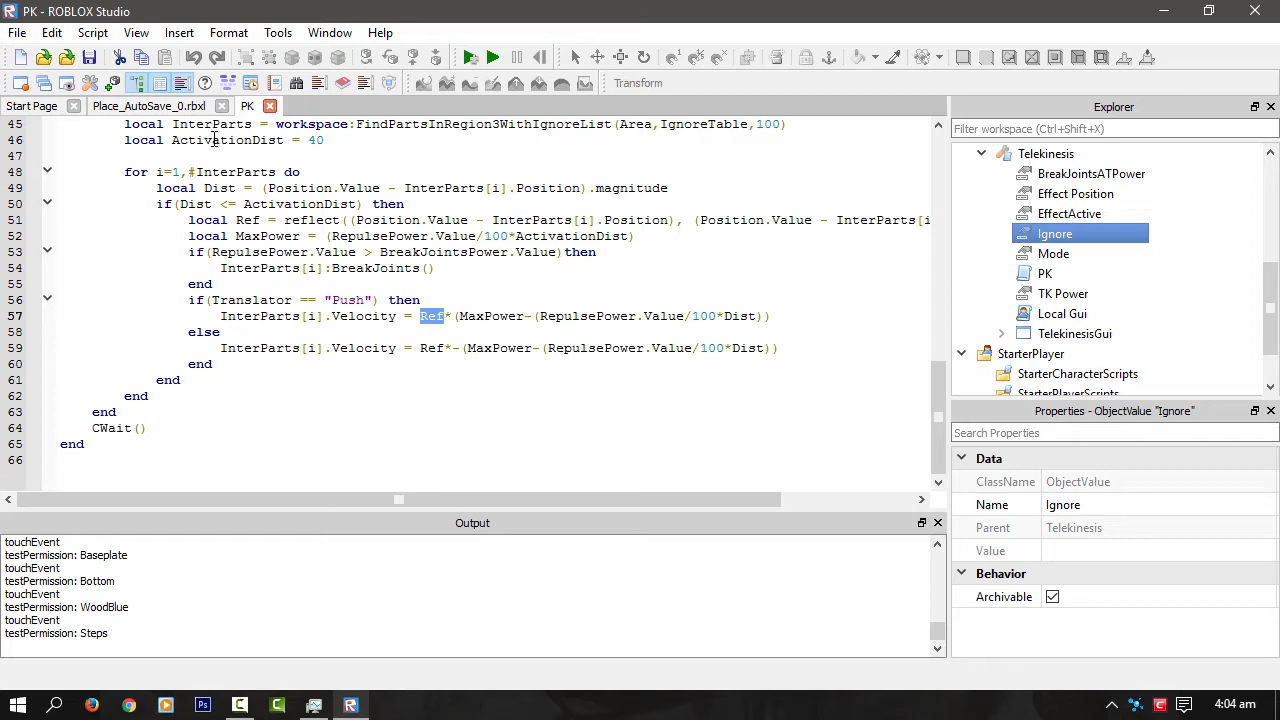 PK - ROBLOX Studio
File Edit Script View Insert Format Tools Window Help
Transform
Start Page Place_AutoSave_0.rbxl PK
45 local InterParts = workspace:FindPartsInRegion3WithIgnoreList(Area,IgnoreTable,100)
46 local ActivationDist = 40
47
48 for i=1,#InterParts do
49 local Dist = (Position.Value - InterParts[i].Position).magnitude
50 if(Dist <= ActivationDist) then
51 local Ref = reflect((Position.Value - InterParts[i].Position), (Position.Value - InterParts[i
52 local MaxPower = (RepulsePower.Value/100*ActivationDist)
53 if(RepulsePower.Value > BreakJointsPower.Value)then
54 InterParts[i]:BreakJoints()
55 end
56 if(Translator == "Push") then
57 InterParts[i].Velocity = Ref*(MaxPower-(RepulsePower.Value/100*Dist))
58 else
59 InterParts[i].Velocity = Ref*-(MaxPower-(RepulsePower.Value/100*Dist))
60 end
61 end
62 end
63 end
64 CWait()
65 end
66
Output
touchEvent
testPermission: Baseplate
touchEvent
testPermission: Bottom
touchEvent
testPermission: WoodBlue
touchEvent
testPermission: Steps
Explorer
Filter workspace (Ctrl+Shift+X)
Telekinesis
BreakJointsATPower
Effect Position
EffectActive
Ignore
Mode
PK
TK Power
Local Gui
TelekinesisGui
StarterPlayer
StarterCharacterScripts
StarterPlayerScripts
Properties - ObjectValue "Ignore"
Search Properties
Data
ClassName ObjectValue
Name Ignore
Parent Telekinesis
Value
Behavior
Archivable
4:04 am